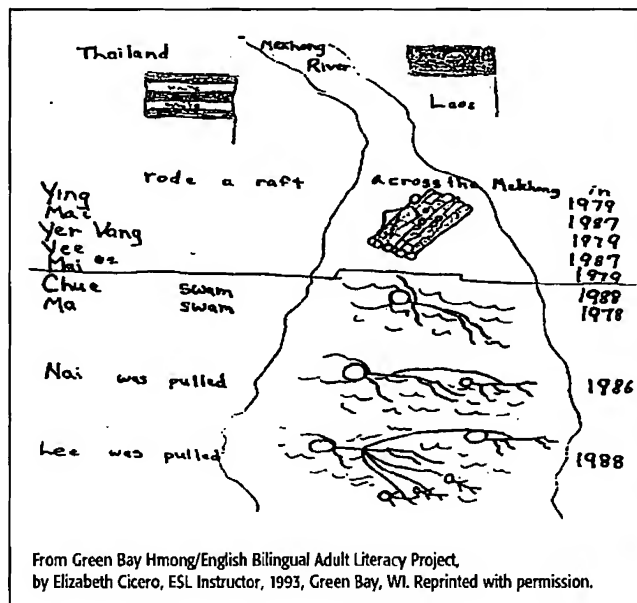 Thailand
Mekhong
River
Laos
rode a raft across the Mekhong in
Ying 1979
Mai 1987
Yer Vang 1979
Yee 1987
Mai #2 1979
Chue swam 1988
Ma swam 1978
Nai was pulled 1986
Lee was pulled 1988
From Green Bay Hmong/English Bilingual Adult Literacy Project,
by Elizabeth Cicero, ESL Instructor, 1993, Green Bay, WI. Reprinted with permission.